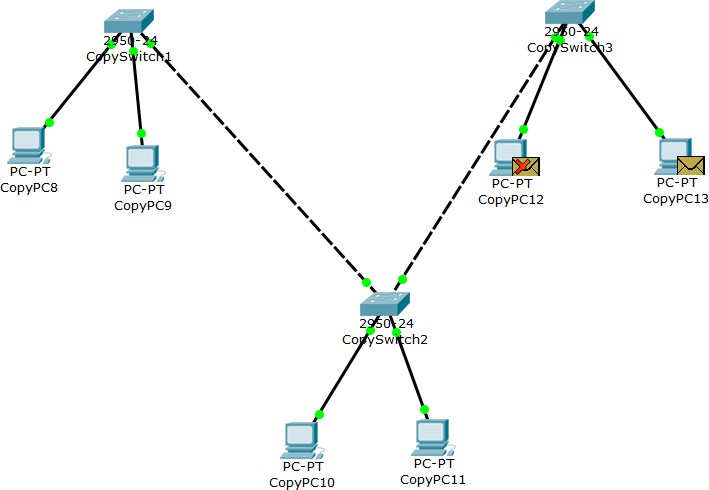 2950-24
CopySwitch1
2950-24
CopySwitch3
PC-PT
CopyPC8
PC-PT
CopyPC9
PC-PT
CopyPC12
PC-PT
CopyPC13
2950-24
CopySwitch2
PC-PT
CopyPC10
PC-PT
CopyPC11